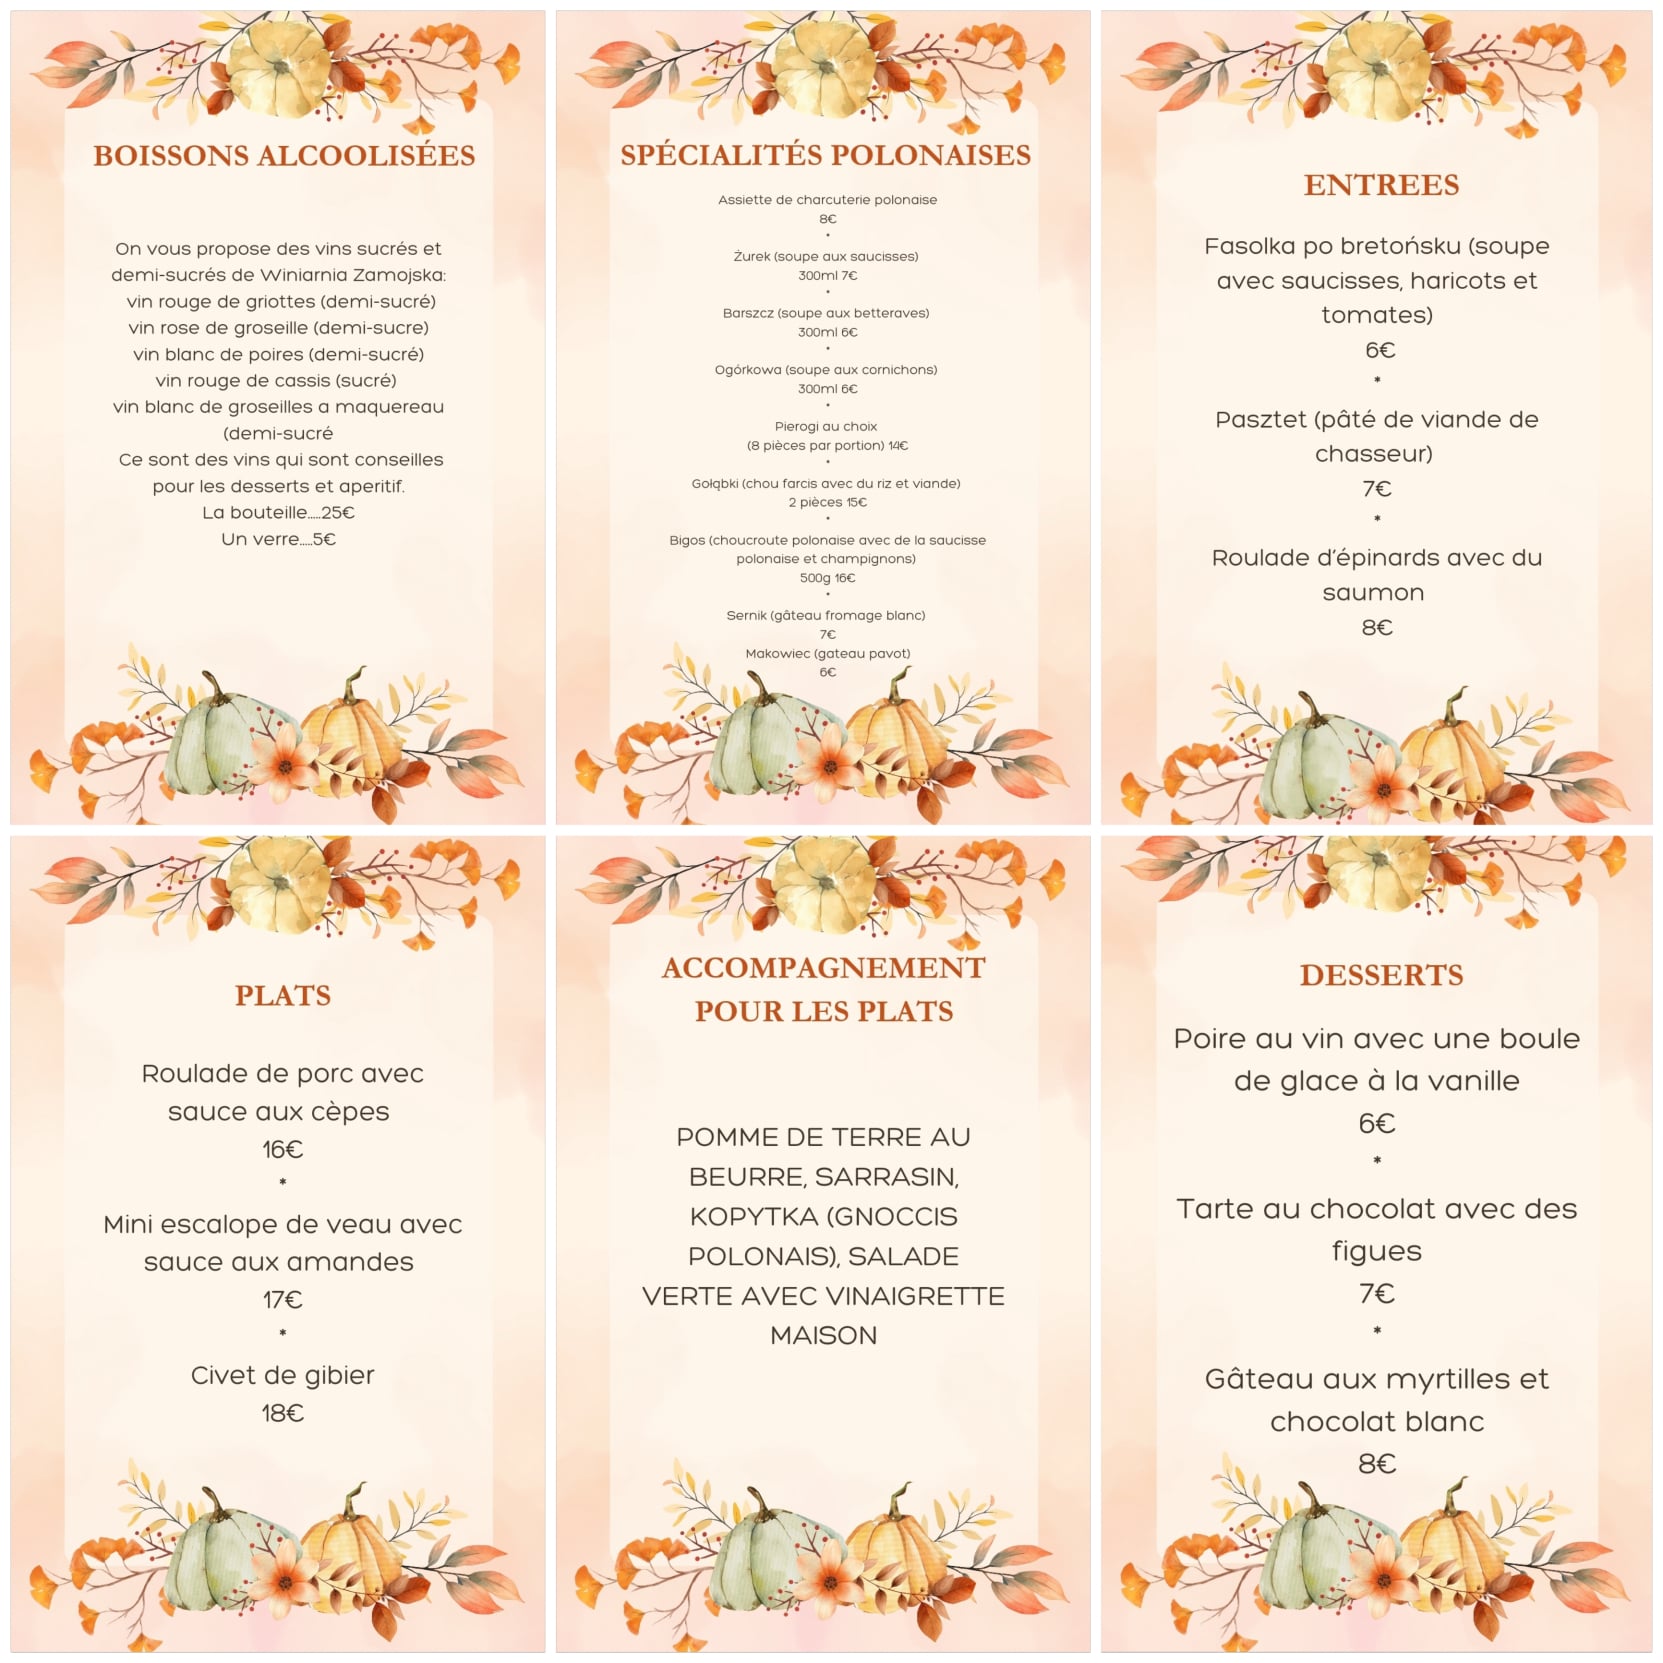 BOISSONS ALCOOLISÉES
On vous propose des vins sucrés et
demi-sucrés de Winiarnia Zamojska:
vin rouge de griottes (demi-sucré)
vin rose de groseille (demi-sucre)
vin blanc de poires (demi-sucré)
vin rouge de cassis (sucré)
vin blanc de groseilles a maquereau
(demi-sucré
Ce sont des vins qui sont conseilles
pour les desserts et aperitif.
La bouteille.....25€
Un verre....5€
SPÉCIALITÉS POLONAISES
Assiette de charcuterie polonaise
8€
*
Żurek (soupe aux saucisses)
300ml 7€
*
Barszcz (soupe aux betteraves)
300ml 6€
*
Ogórkowa (soupe aux cornichons)
300ml 6€
*
Pierogi au choix
(8 pièces par portion) 14€
*
Gołąbki (chou farcis avec du riz et viande)
2 pièces 15€
*
Bigos (choucroute polonaise avec de la saucisse
polonaise et champignons)
500g 16€
*
Sernik (gâteau fromage blanc)
7€
Makowiec (gateau pavot)
6€
ENTREES
Fasolka po bretońsku (soupe
avec saucisses, haricots et
tomates)
6€
*
Pasztet (pâté de viande de
chasseur)
7€
*
Roulade d'épinards avec du
saumon
8€
PLATS
Roulade de porc avec
sauce aux cèpes
16€
*
Mini escalope de veau avec
sauce aux amandes
17€
*
Civet de gibier
18€
ACCOMPAGNEMENT
POUR LES PLATS
POMME DE TERRE AU
BEURRE, SARRASIN,
KOPYTKA (GNOCCIS
POLONAIS), SALADE
VERTE AVEC VINAIGRETTE
MAISON
DESSERTS
Poire au vin avec une boule
de glace à la vanille
6€
*
Tarte au chocolat avec des
figues
7€
*
Gâteau aux myrtilles et
chocolat blanc
8€